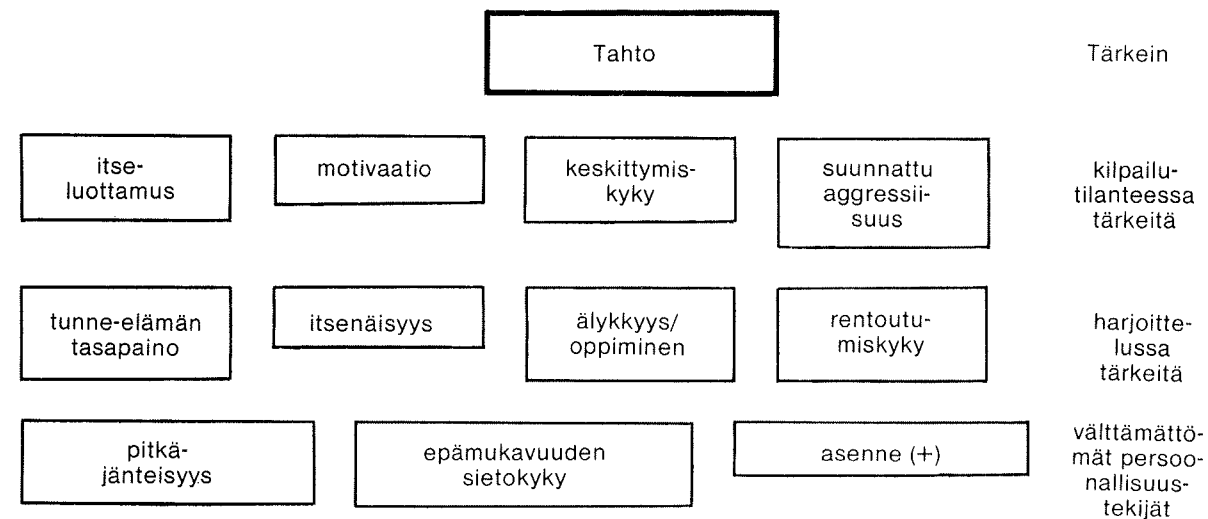 Tahto
Tärkein
itse-
luottamus
motivaatio
keskittymis-
kyky
suunnattu
aggressii-
suus
kilpailu-
tilanteessa
tärkeitä
tunne-elämän
tasapaino
itsenäisyys
älykkyys/
oppiminen
rentoutu-
miskyky
harjoitte-
lussa
tärkeitä
pitkä-
jänteisyys
epämukavuuden
sietokyky
asenne (+)
välttämättö-
mät persoo-
nallisuus-
tekijät